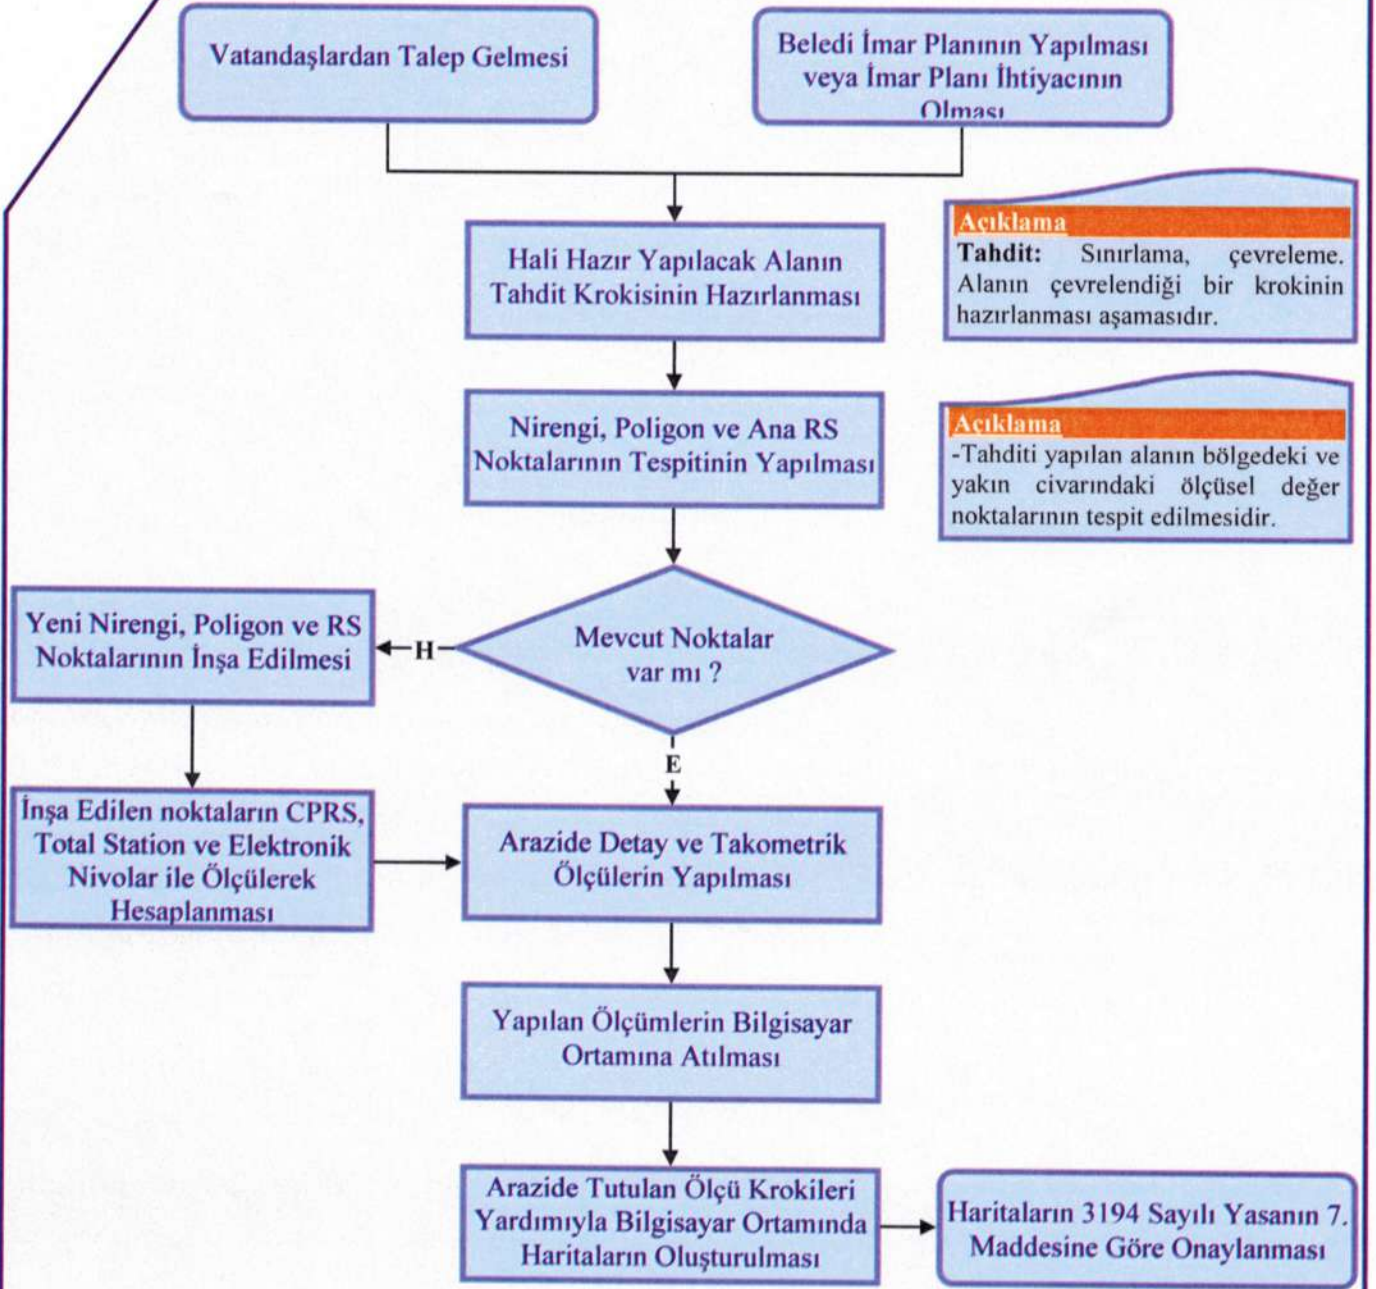 Vatandaşlardan Talep Gelmesi
Beledi İmar Planının Yapılması
veya İmar Planı İhtiyacının
Olması
Hali Hazır Yapılacak Alanın
Tahdit Krokisinin Hazırlanması
Açıklama
Tahdit: Sınırlama, çevreleme.
Alanın çevrelendiği bir krokinin
hazırlanması aşamasıdır.
Nirengi, Poligon ve Ana RS
Noktalarının Tespitinin Yapılması
Açıklama
-Tahditi yapılan alanın bölgedeki ve
yakın civarındaki ölçüsel değer
noktalarının tespit edilmesidir.
Mevcut Noktalar
var mı ?
H
Yeni Nirengi, Poligon ve RS
Noktalarının İnşa Edilmesi
E
İnşa Edilen noktaların CPRS,
Total Station ve Elektronik
Nivolar ile Ölçülerek
Hesaplanması
Arazide Detay ve Takometrik
Ölçülerin Yapılması
Yapılan Ölçümlerin Bilgisayar
Ortamına Atılması
Arazide Tutulan Ölçü Krokileri
Yardımıyla Bilgisayar Ortamında
Haritaların Oluşturulması
Haritaların 3194 Sayılı Yasanın 7.
Maddesine Göre Onaylanması